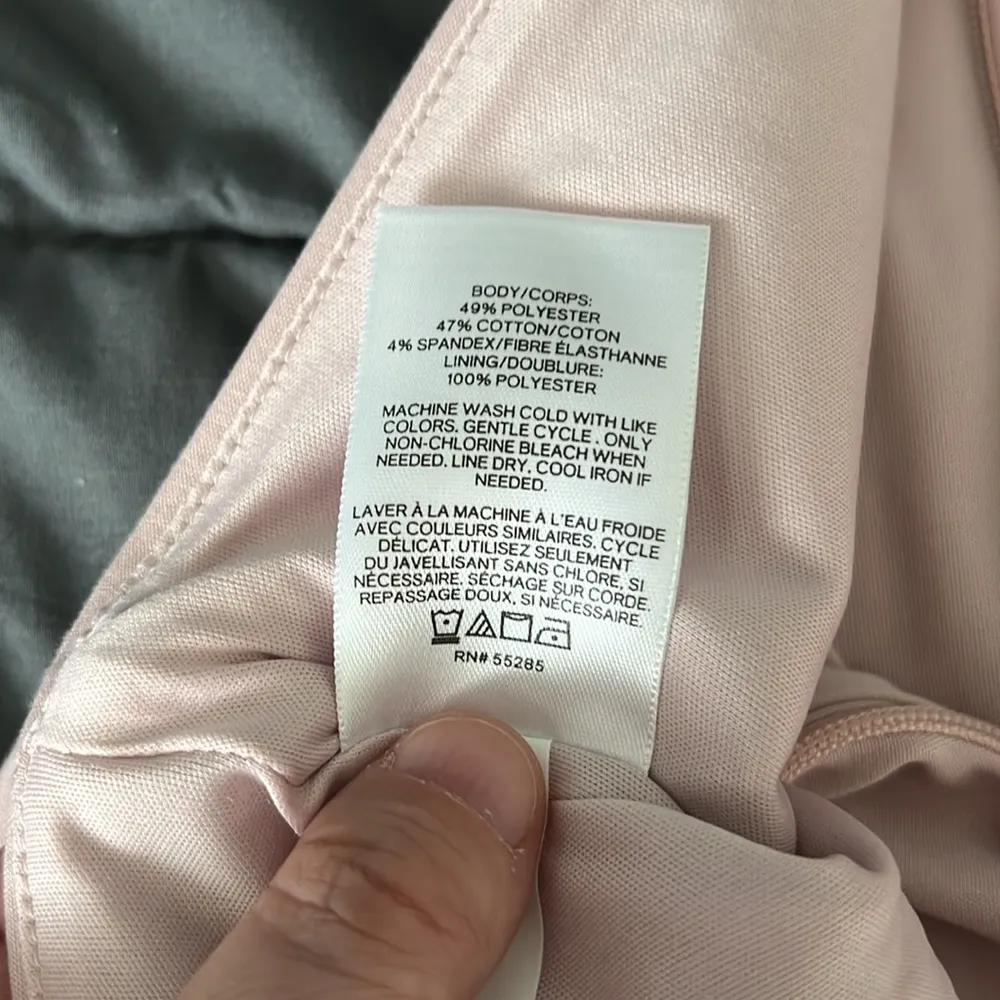 BODY/CORPS:
49% POLYESTER
47% COTTON/COTON
4% SPANDEX/FIBRE ÉLASTHANNE
LINING/DOUBLURE:
100% POLYESTER
MACHINE WASH COLD WITH LIKE
COLORS. GENTLE CYCLE . ONLY
NON-CHLORINE BLEACH WHEN
NEEDED. LINE DRY, COOL IRON IF
NEEDED.
LAVER À LA MACHINE À L'EAU FROIDE
AVEC COULEURS SIMILAIRES. CYCLE
DÉLICAT. UTILISEZ SEULEMENT
DU JAVELLISANT SANS CHLORE, SI
NÉCESSAIRE. SÉCHAGE SUR CORDE.
REPASSAGE DOUX, SI NÉCESSAIRE.
RN# 55285